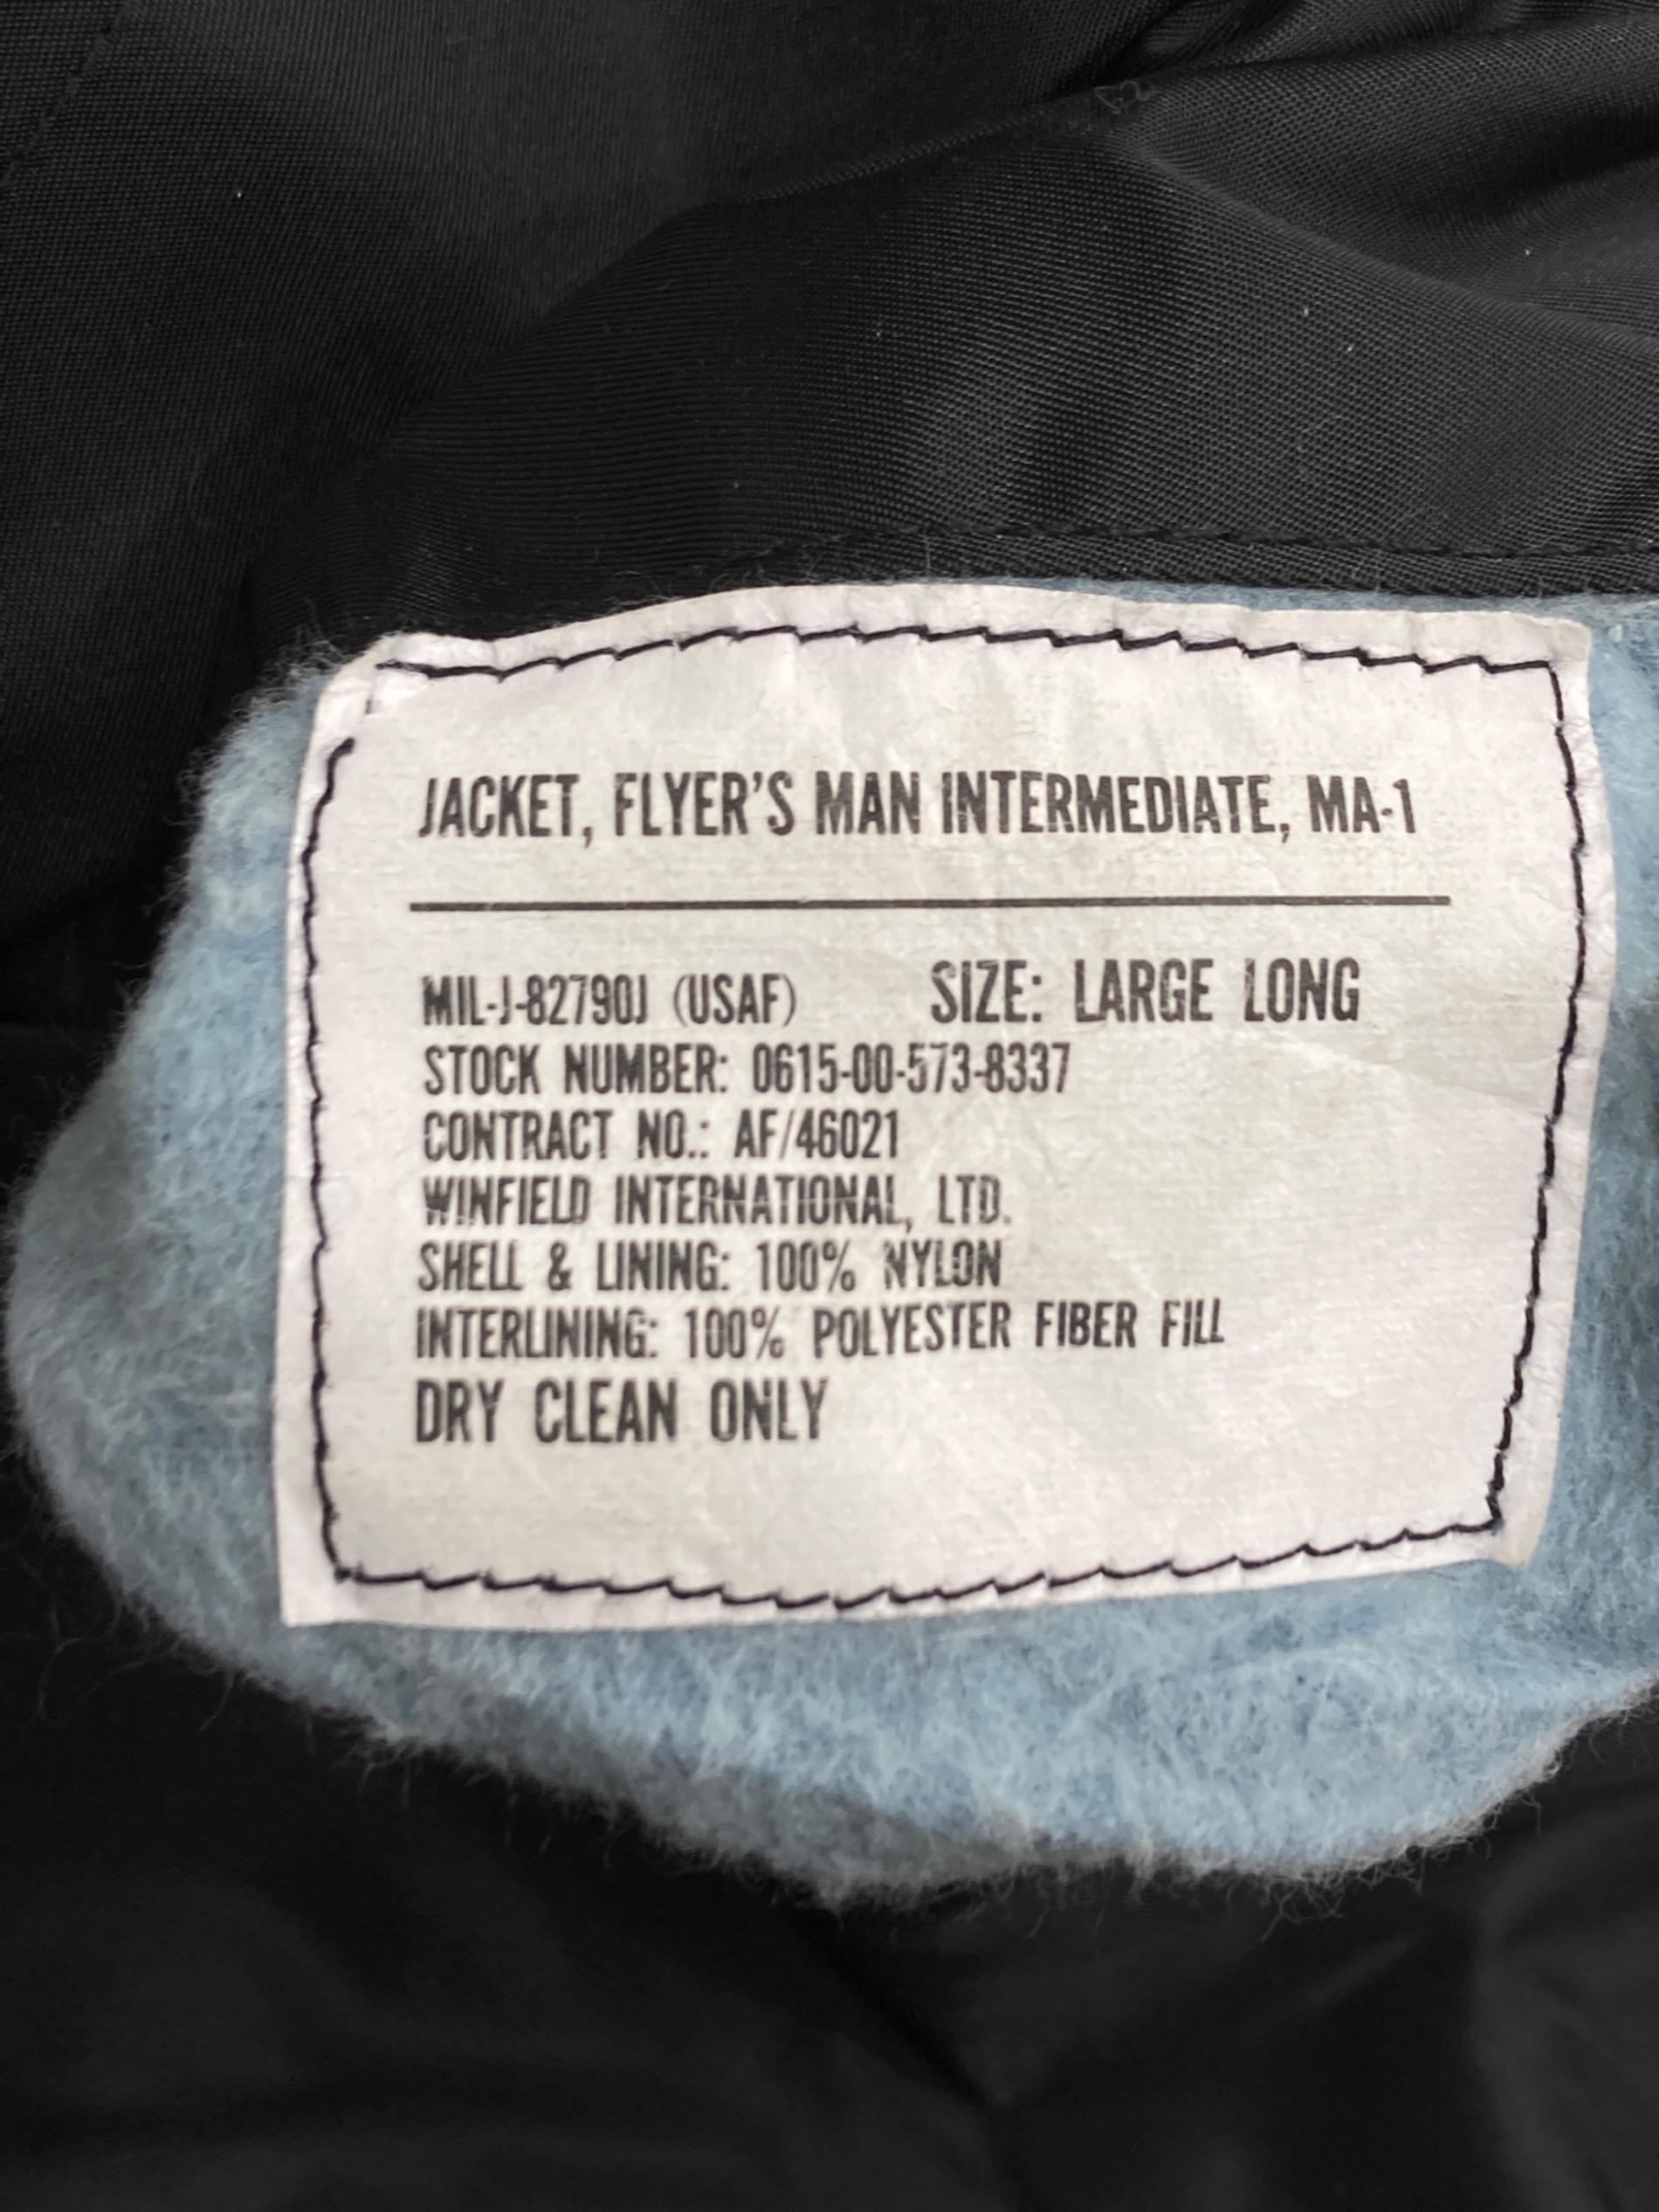 JACKET, FLYER'S MAN INTERMEDIATE, MA-1
MIL-J-82790J (USAF) SIZE: LARGE LONG
STOCK NUMBER: 0615-00-573-8337
CONTRACT NO.: AF/46021
WINFIELD INTERNATIONAL, LTD.
SHELL & LINING: 100% NYLON
INTERLINING: 100% POLYESTER FIBER FILL
DRY CLEAN ONLY